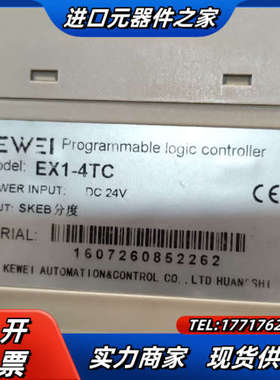 进口元器件之家
KEWEI Programmable logic controller
Model: EX1-4TC
POWER INPUT: DC 24V
SKEB分度
CE
1607260852262
KEWEI AUTOMATION&CONTROL CO., LTD HUANGSHI
开
票
TEL:1771762
实力商家 现货供